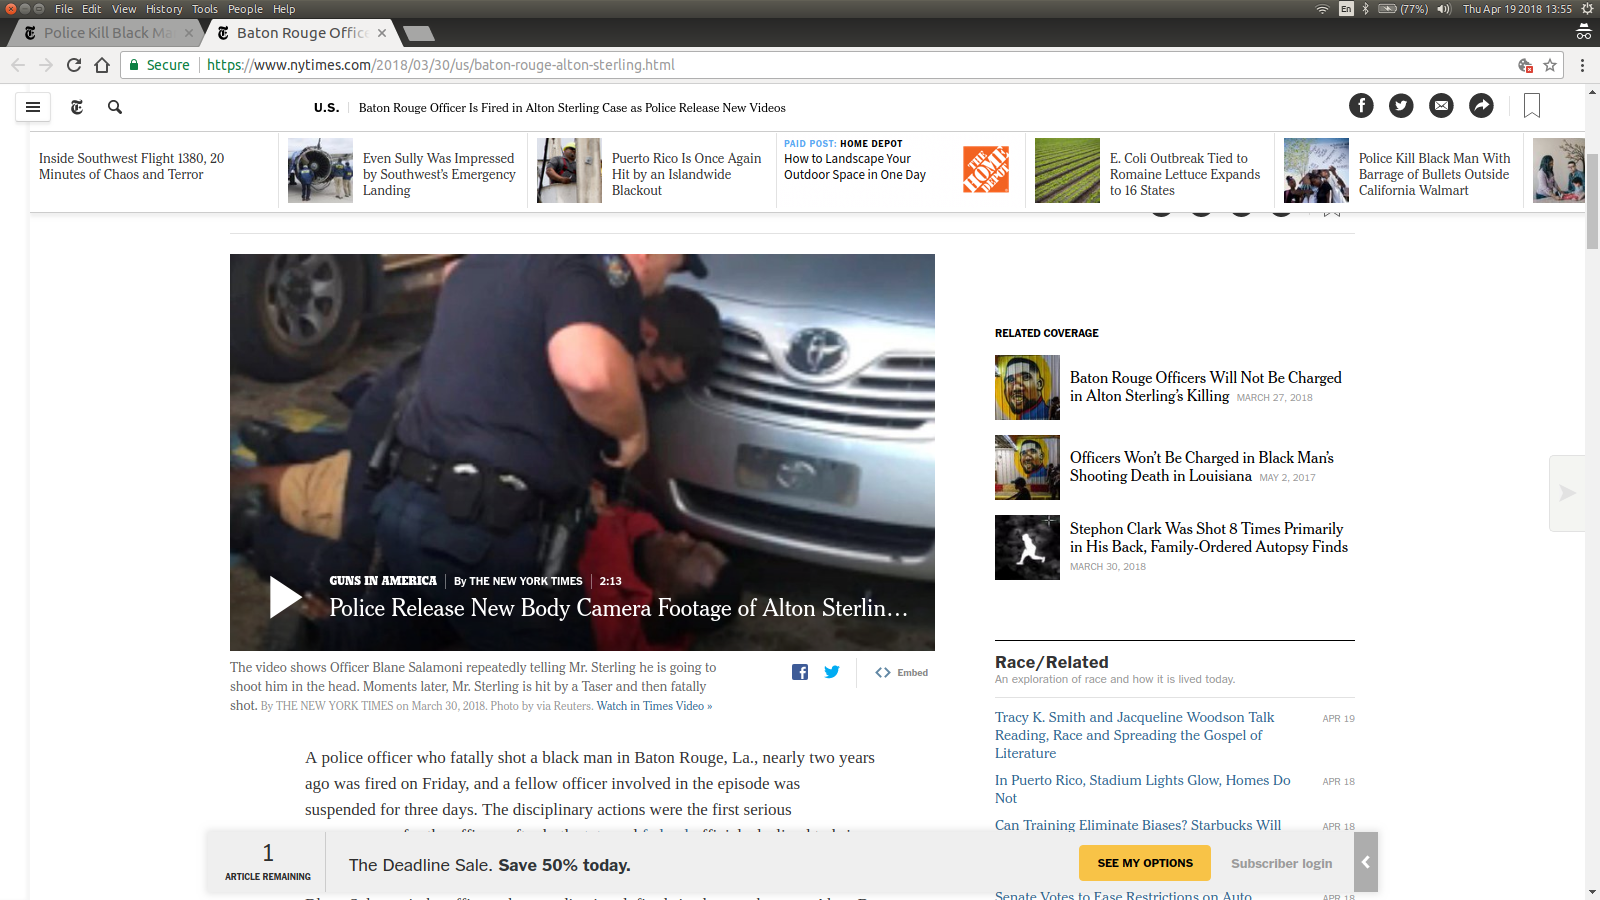 File Edit View History Tools People Help
En (77%) Thu Apr 19 2018 13:55
Police Kill Black Ma
Baton Rouge Offic
Secure https://www.nytimes.com/2018/03/30/us/baton-rouge-alton-sterling.html
U.S. Baton Rouge Officer Is Fired in Alton Sterling Case as Police Release New Videos
Inside Southwest Flight 1380, 20
Minutes of Chaos and Terror
Even Sully Was Impressed
by Southwest's Emergency
Landing
Puerto Rico Is Once Again
Hit by an Islandwide
Blackout
PAID POST: HOME DEPOT
How to Landscape Your
Outdoor Space in One Day
THE
HOME
DEPOT
E. Coli Outbreak Tied to
Romaine Lettuce Expands
to 16 States
Police Kill Black Man With
Barrage of Bullets Outside
California Walmart
GUNS IN AMERICA By THE NEW YORK TIMES 2:13
Police Release New Body Camera Footage of Alton Sterlin…
The video shows Officer Blane Salamoni repeatedly telling Mr. Sterling he is going to
shoot him in the head. Moments later, Mr. Sterling is hit by a Taser and then fatally
shot. By THE NEW YORK TIMES on March 30, 2018. Photo by via Reuters. Watch in Times Video »
Embed
A police officer who fatally shot a black man in Baton Rouge, La., nearly two years
ago was fired on Friday, and a fellow officer involved in the episode was
suspended for three days. The disciplinary actions were the first serious
RELATED COVERAGE
Baton Rouge Officers Will Not Be Charged
in Alton Sterling's Killing MARCH 27, 2018
Officers Won't Be Charged in Black Man's
Shooting Death in Louisiana MAY 2, 2017
Stephon Clark Was Shot 8 Times Primarily
in His Back, Family-Ordered Autopsy Finds
MARCH 30, 2018
Race/Related
An exploration of race and how it is lived today.
Tracy K. Smith and Jacqueline Woodson Talk
Reading, Race and Spreading the Gospel of
Literature
APR 19
In Puerto Rico, Stadium Lights Glow, Homes Do
Not
APR 18
Can Training Eliminate Biases? Starbucks Will
APR 18
Senate Votes to Ease Restrictions on Auto
APR 18
1
ARTICLE REMAINING
The Deadline Sale. Save 50% today.
SEE MY OPTIONS
Subscriber login